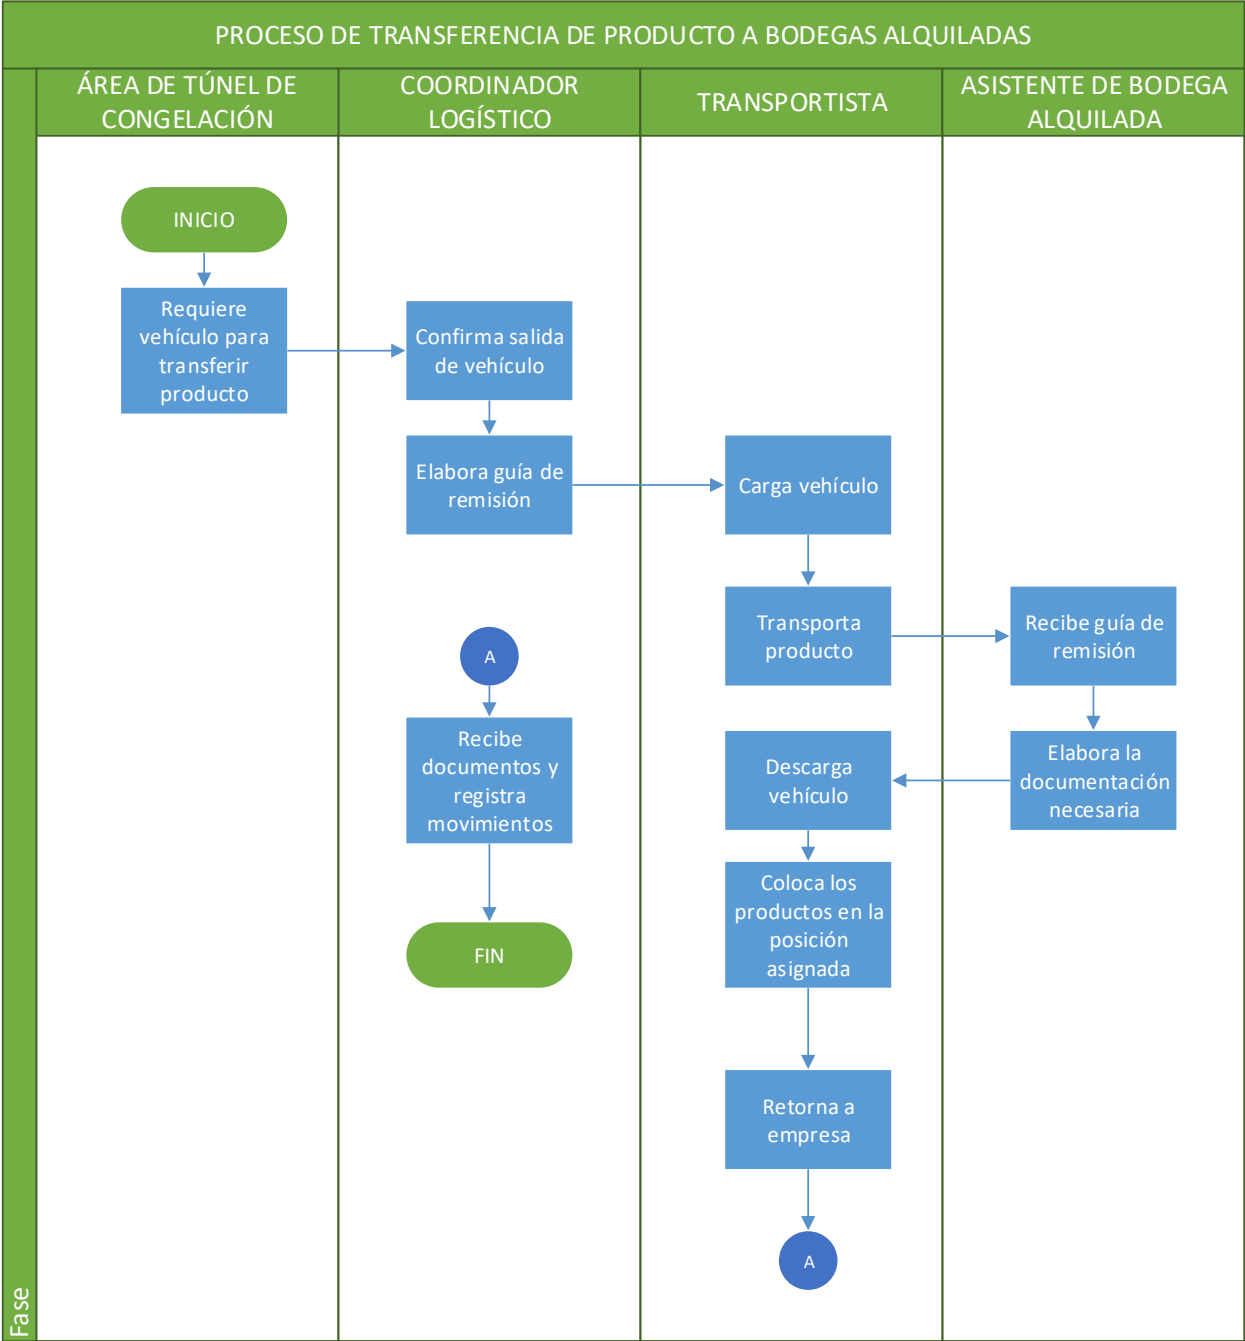 PROCESO DE TRANSFERENCIA DE PRODUCTO A BODEGAS ALQUILADAS
ÁREA DE TÚNEL DE
CONGELACIÓN
COORDINADOR
LOGÍSTICO
TRANSPORTISTA
ASISTENTE DE BODEGA
ALQUILADA
INICIO
Requiere
vehículo para
transferir
producto
Confirma salida
de vehículo
Elabora guía de
remisión
Carga vehículo
Transporta
producto
Recibe guía de
remisión
A
Recibe
documentos y
registra
movimientos
Descarga
vehículo
Elabora la
documentación
necesaria
Coloca los
productos en la
posición
asignada
FIN
Retorna a
empresa
A
Fase